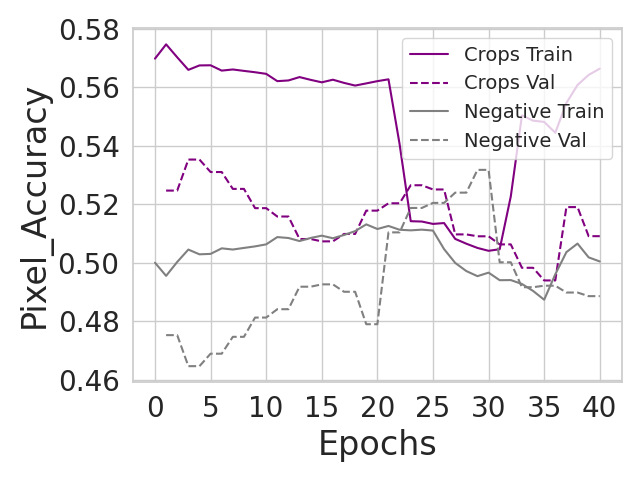 0.58
0.56
0.54
0.52
0.50
0.48
0.46
Pixel_Accuracy
Crops Train
Crops Val
Negative Train
Negative Val
0 5 10 15 20 25 30 35 40
Epochs